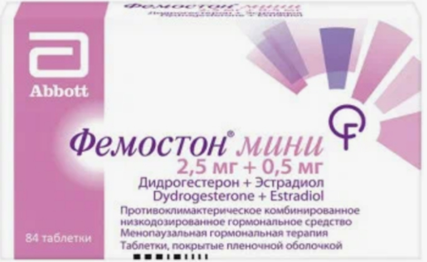 Abbott
Фемостон® мини
2,5 мг + 0,5 мг
Дидрогестерон + Эстрадиол
Dydrogesterone + Estradiol
Противоклимактерическое комбинированное
низкодозированное гормональное средство
Менопаузальная гормональная терапия
Таблетки, покрытые пленочной оболочкой
84 таблетки